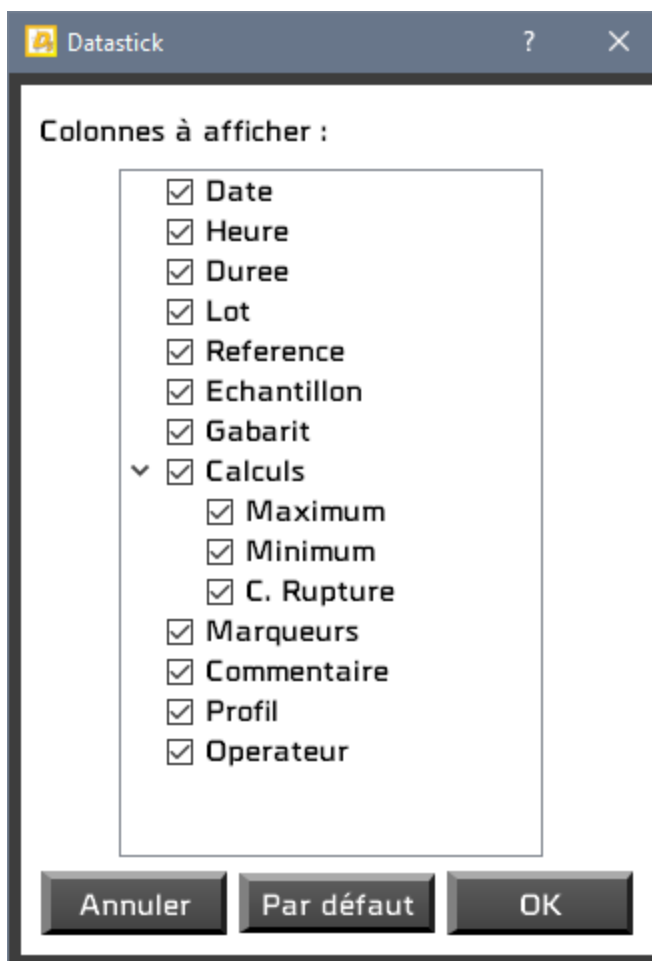 Datastick ?
Colonnes à afficher :
Date
Heure
Duree
Lot
Reference
Echantillon
Gabarit
Calculs
Maximum
Minimum
C. Rupture
Marqueurs
Commentaire
Profil
Operateur
Annuler Par défaut OK